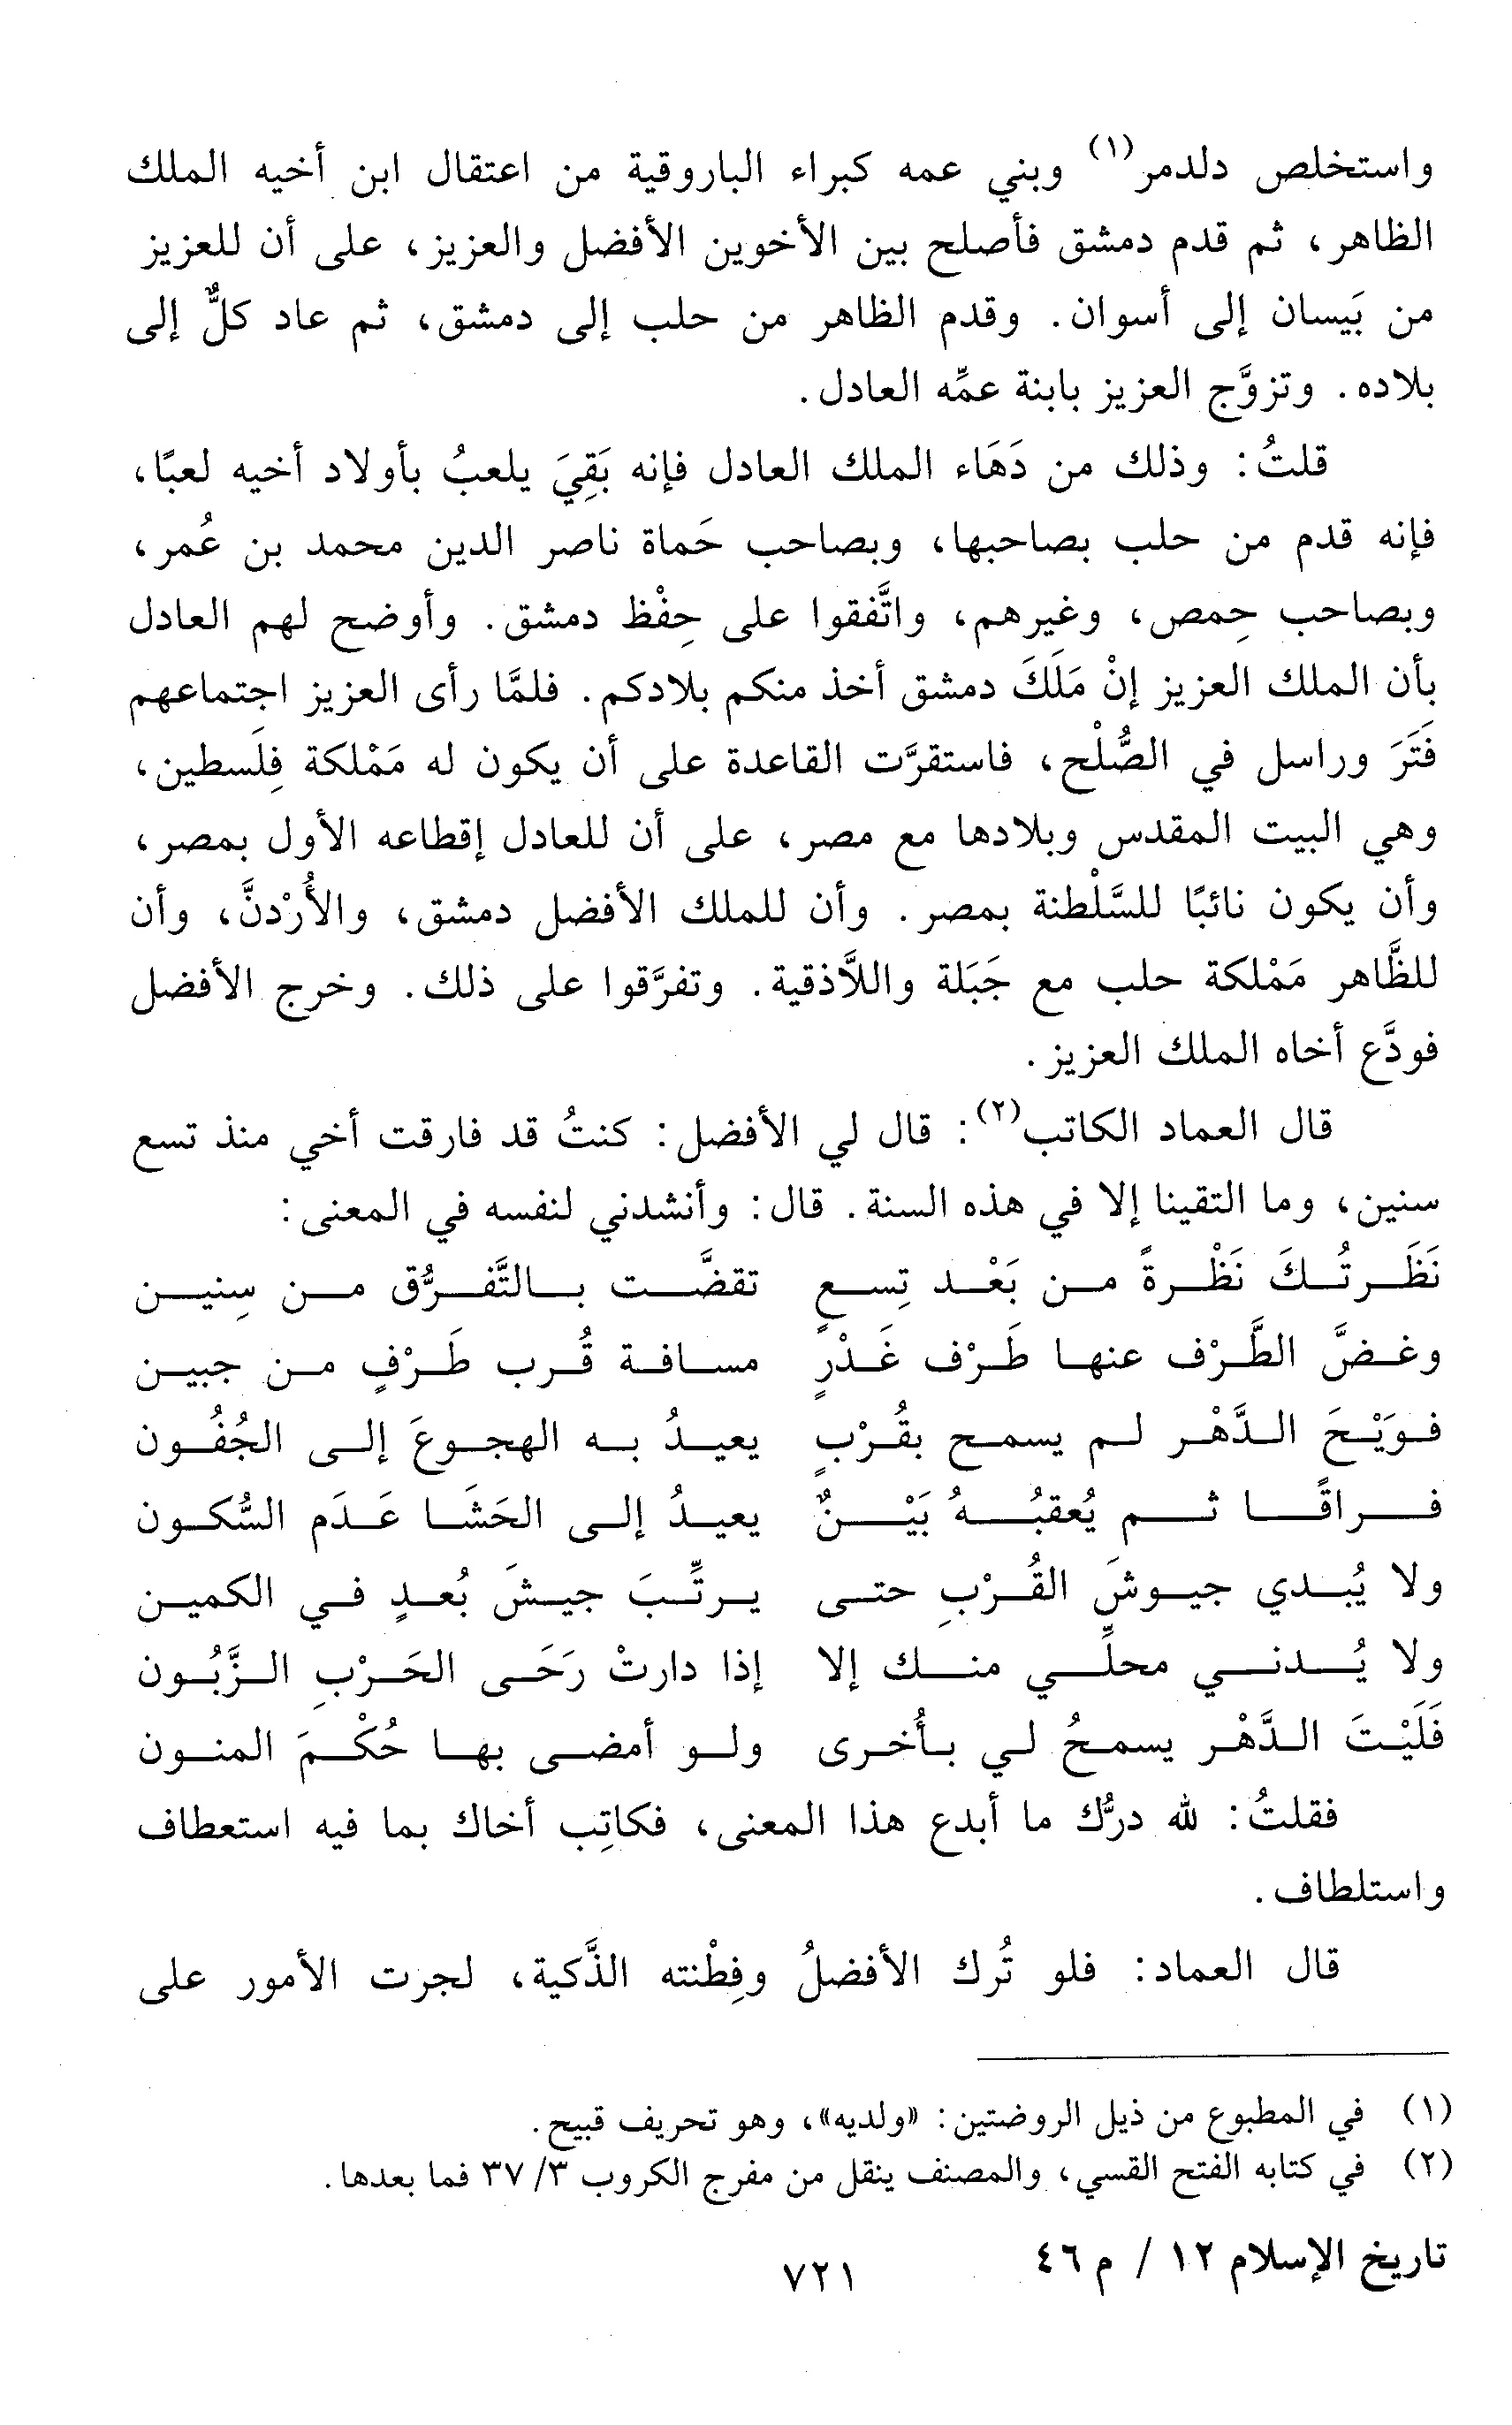 واستخلص دلدمر(١) وبني عمه كبراء الباروقية من اعتقال ابن أخيه الملك
الظاهر، ثم قدم دمشق فأصلح بين الأخوين الأفضل والعزيز، على أن للعزيز
من بَيسان إلى أسوان. وقدم الظاهر من حلب إلى دمشق، ثم عاد كلٌّ إلى
بلاده. وتزوَّج العزيز بابنة عمِّه العادل.
قلتُ: وذلك من دَهَاء الملك العادل فإنه بَقِيَ يلعبُ بأولاد أخيه لعبًا،
فإنه قدم من حلب بصاحبها، وبصاحب حَماة ناصر الدين محمد بن عُمر،
وبصاحب حِمص، وغيرهم، واتَّفقوا على حِفْظ دمشق. وأوضح لهم العادل
بأن الملك العزيز إنْ مَلَكَ دمشق أخذ منكم بلادكم. فلمَّا رأى العزيز اجتماعهم
فَتَرَ وراسل في الصُّلْح، فاستقرَّت القاعدة على أن يكون له مَمْلكة فِلَسطين،
وهي البيت المقدس وبلادها مع مصر، على أن للعادل إقطاعه الأول بمصر،
وأن يكون نائبًا للسَّلْطنة بمصر. وأن للملك الأفضل دمشق، والأُرْدنَّ، وأن
للظَّاهر مَمْلكة حلب مع جَبَلة واللاَّذقية. وتفرَّقوا على ذلك. وخرج الأفضل
فودَّع أخاه الملك العزيز.
قال العماد الكاتب(٢): قال لي الأفضل: كنتُ قد فارقت أخي منذ تسع
سنين، وما التقينا إلا في هذه السنة. قال: وأنشدني لنفسه في المعنى:
نَظَرتُكَ نَظْرةً من بَعْد تِسعٍ تقضَّت بالتَّفرُّق من سِنين
وغضَّ الطَّرْف عنها طَرْف غَدْرٍ مسافة قُرب طَرْفٍ من جبين
فوَيْحَ الدَّهْر لم يسمح بقُرْبٍ يعيدُ به الهجوعَ إلى الجُفُون
فراقًا ثم يُعقبُهُ بَيْنٌ يعيدُ إلى الحَشَا عَدَم السُّكون
ولا يُبدي جيوشَ القُرْبِ حتى يرتِّبَ جيشَ بُعدٍ في الكمين
ولا يُدني محلِّي منك إلا إذا دارتْ رَحَى الحَرْبِ الزَّبُون
فَلَيْتَ الدَّهْر يسمحُ لي بأُخرى ولو أمضى بها حُكْمَ المنون
فقلتُ: لله درُّك ما أبدع هذا المعنى، فكاتِب أخاك بما فيه استعطاف
واستلطاف.
قال العماد: فلو تُرك الأفضلُ وفِطْنته الذَّكية، لجرت الأمور على
(١) في المطبوع من ذيل الروضتين: «ولديه»، وهو تحريف قبيح.
(٢) في كتابه الفتح القسي، والمصنف ينقل من مفرج الكروب ٣/ ٣٧ فما بعدها.
تاريخ الإسلام ١٢ / م ٤٦
٧٢١